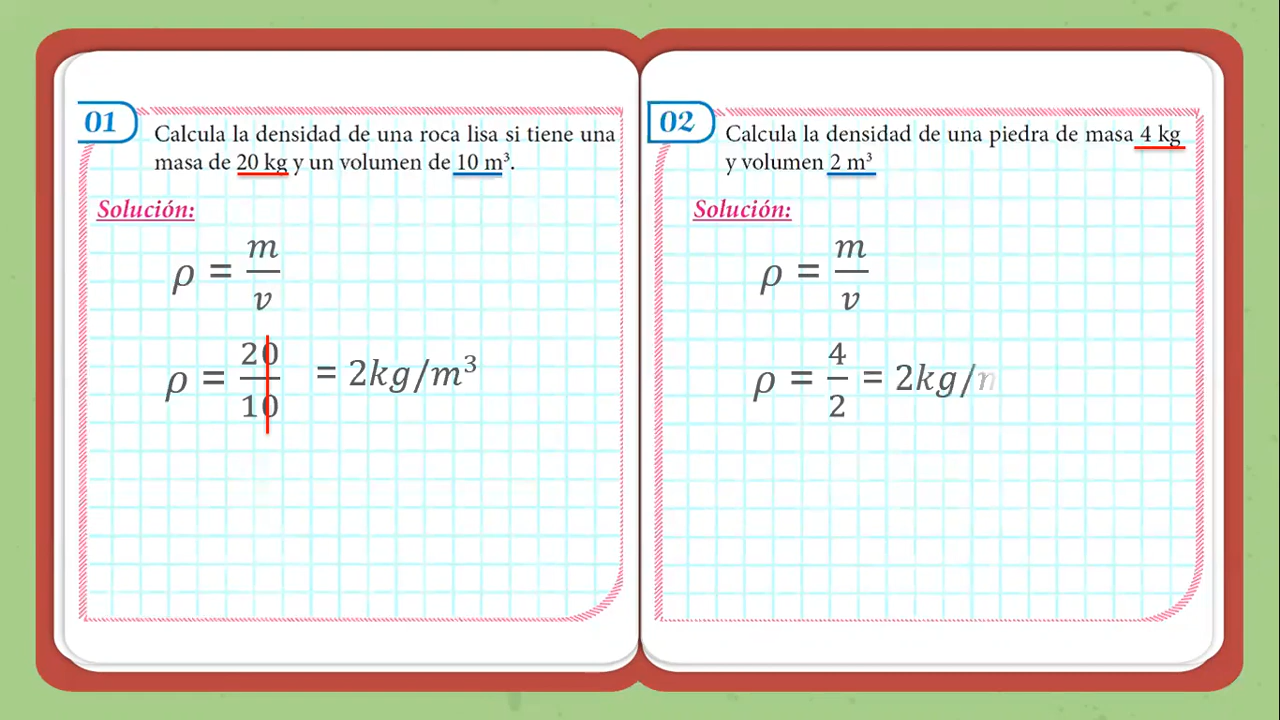 01
Calcula la densidad de una roca lisa si tiene una
masa de 20 kg y un volumen de 10 m³.
Solución:
ρ = m/v
ρ = 20/10 = 2kg/m³
02
Calcula la densidad de una piedra de masa 4 kg
y volumen 2 m³
Solución:
ρ = m/v
ρ = 4/2 = 2kg/